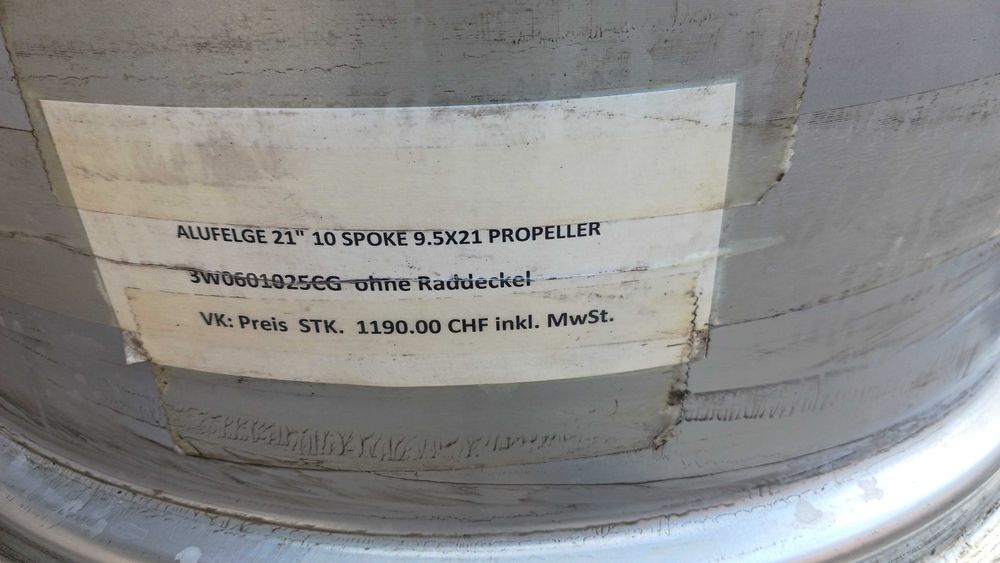 ALUFELGE 21" 10 SPOKE 9.5X21 PROPELLER
3W0601025CG ohne Raddeckel
VK: Preis STK. 1190.00 CHF inkl. MwSt.